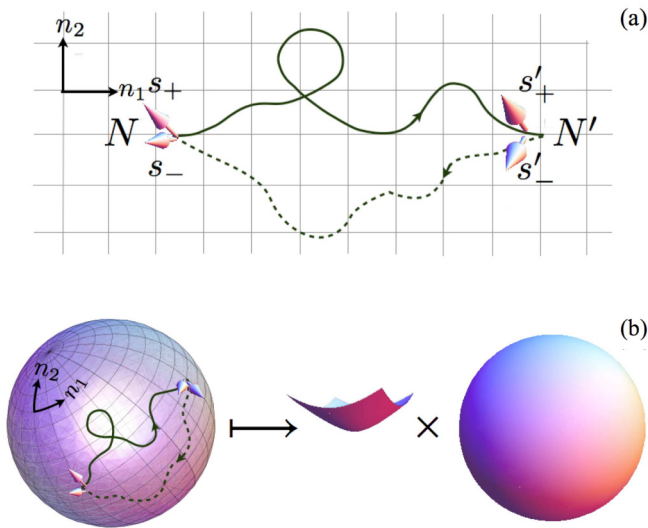 (a)
n₂
n₁ s₊
s′₊
N
N′
s₋
s′₋
(b)
n₂
n₁
×